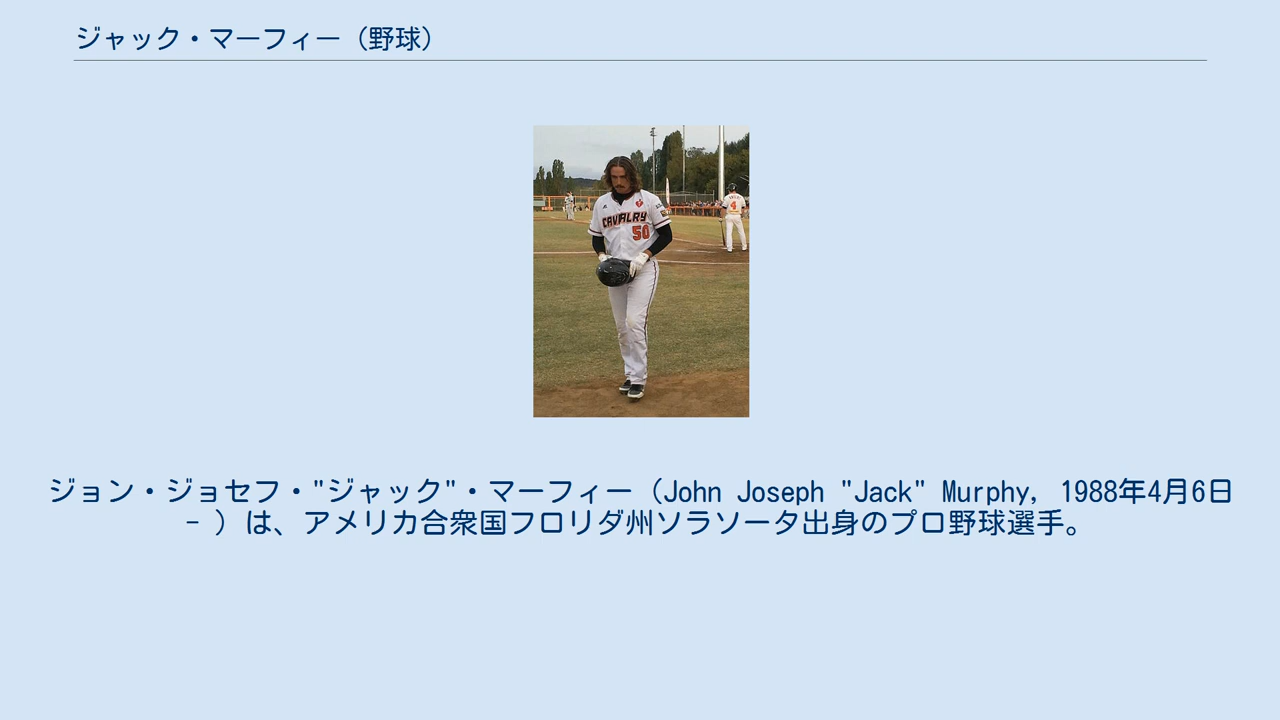 ジャック・マーフィー（野球）
CAVALRY
50
4
ジョン・ジョセフ・"ジャック"・マーフィー（John Joseph "Jack" Murphy, 1988年4月6日
- ）は、アメリカ合衆国フロリダ州ソラソータ出身のプロ野球選手。